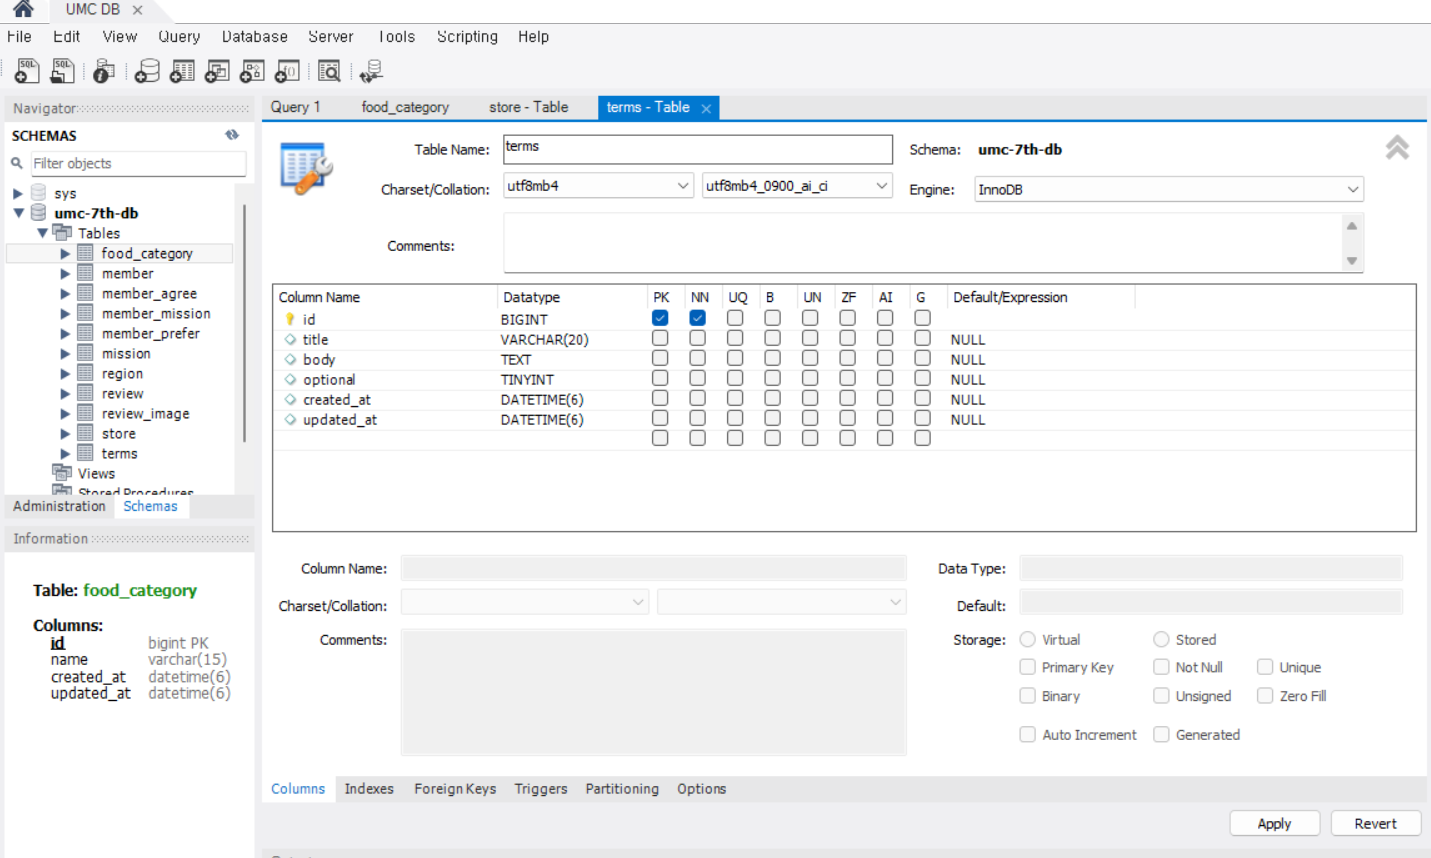 UMC DB
File Edit View Query Database Server Tools Scripting Help
Navigator
SCHEMAS
Filter objects
sys
umc-7th-db
Tables
food_category
member
member_agree
member_mission
member_prefer
mission
region
review
review_image
store
terms
Views
Stored Procedures
Administration Schemas
Information
Table: food_category
Columns:
id bigint PK
name varchar(15)
created_at datetime(6)
updated_at datetime(6)
Query 1 food_category store - Table terms - Table
Table Name: terms Schema: umc-7th-db
Charset/Collation: utf8mb4 utf8mb4_0900_ai_ci Engine: InnoDB
Comments:
Column Name Datatype PK NN UQ B UN ZF AI G Default/Expression
id BIGINT
title VARCHAR(20) NULL
body TEXT NULL
optional TINYINT NULL
created_at DATETIME(6) NULL
updated_at DATETIME(6) NULL
Column Name: Data Type:
Charset/Collation: Default:
Comments: Storage: Virtual Stored
Primary Key Not Null Unique
Binary Unsigned Zero Fill
Auto Increment Generated
Columns Indexes Foreign Keys Triggers Partitioning Options
Apply Revert